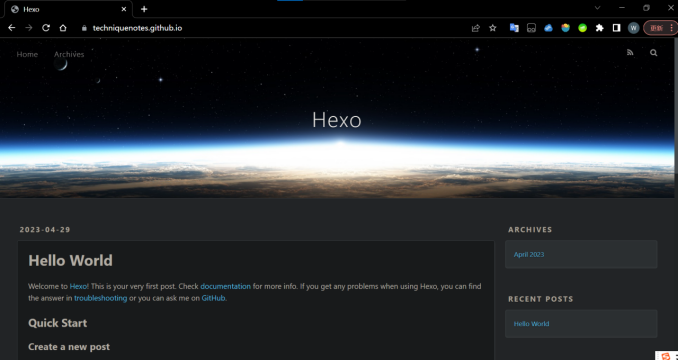 Hexo
techniquenotes.github.io
W
更新
Home Archives
Hexo
2023-04-29
Hello World
Welcome to Hexo! This is your very first post. Check documentation for more info. If you get any problems when using Hexo, you can find
the answer in troubleshooting or you can ask me on GitHub.
Quick Start
Create a new post
ARCHIVES
April 2023
RECENT POSTS
Hello World